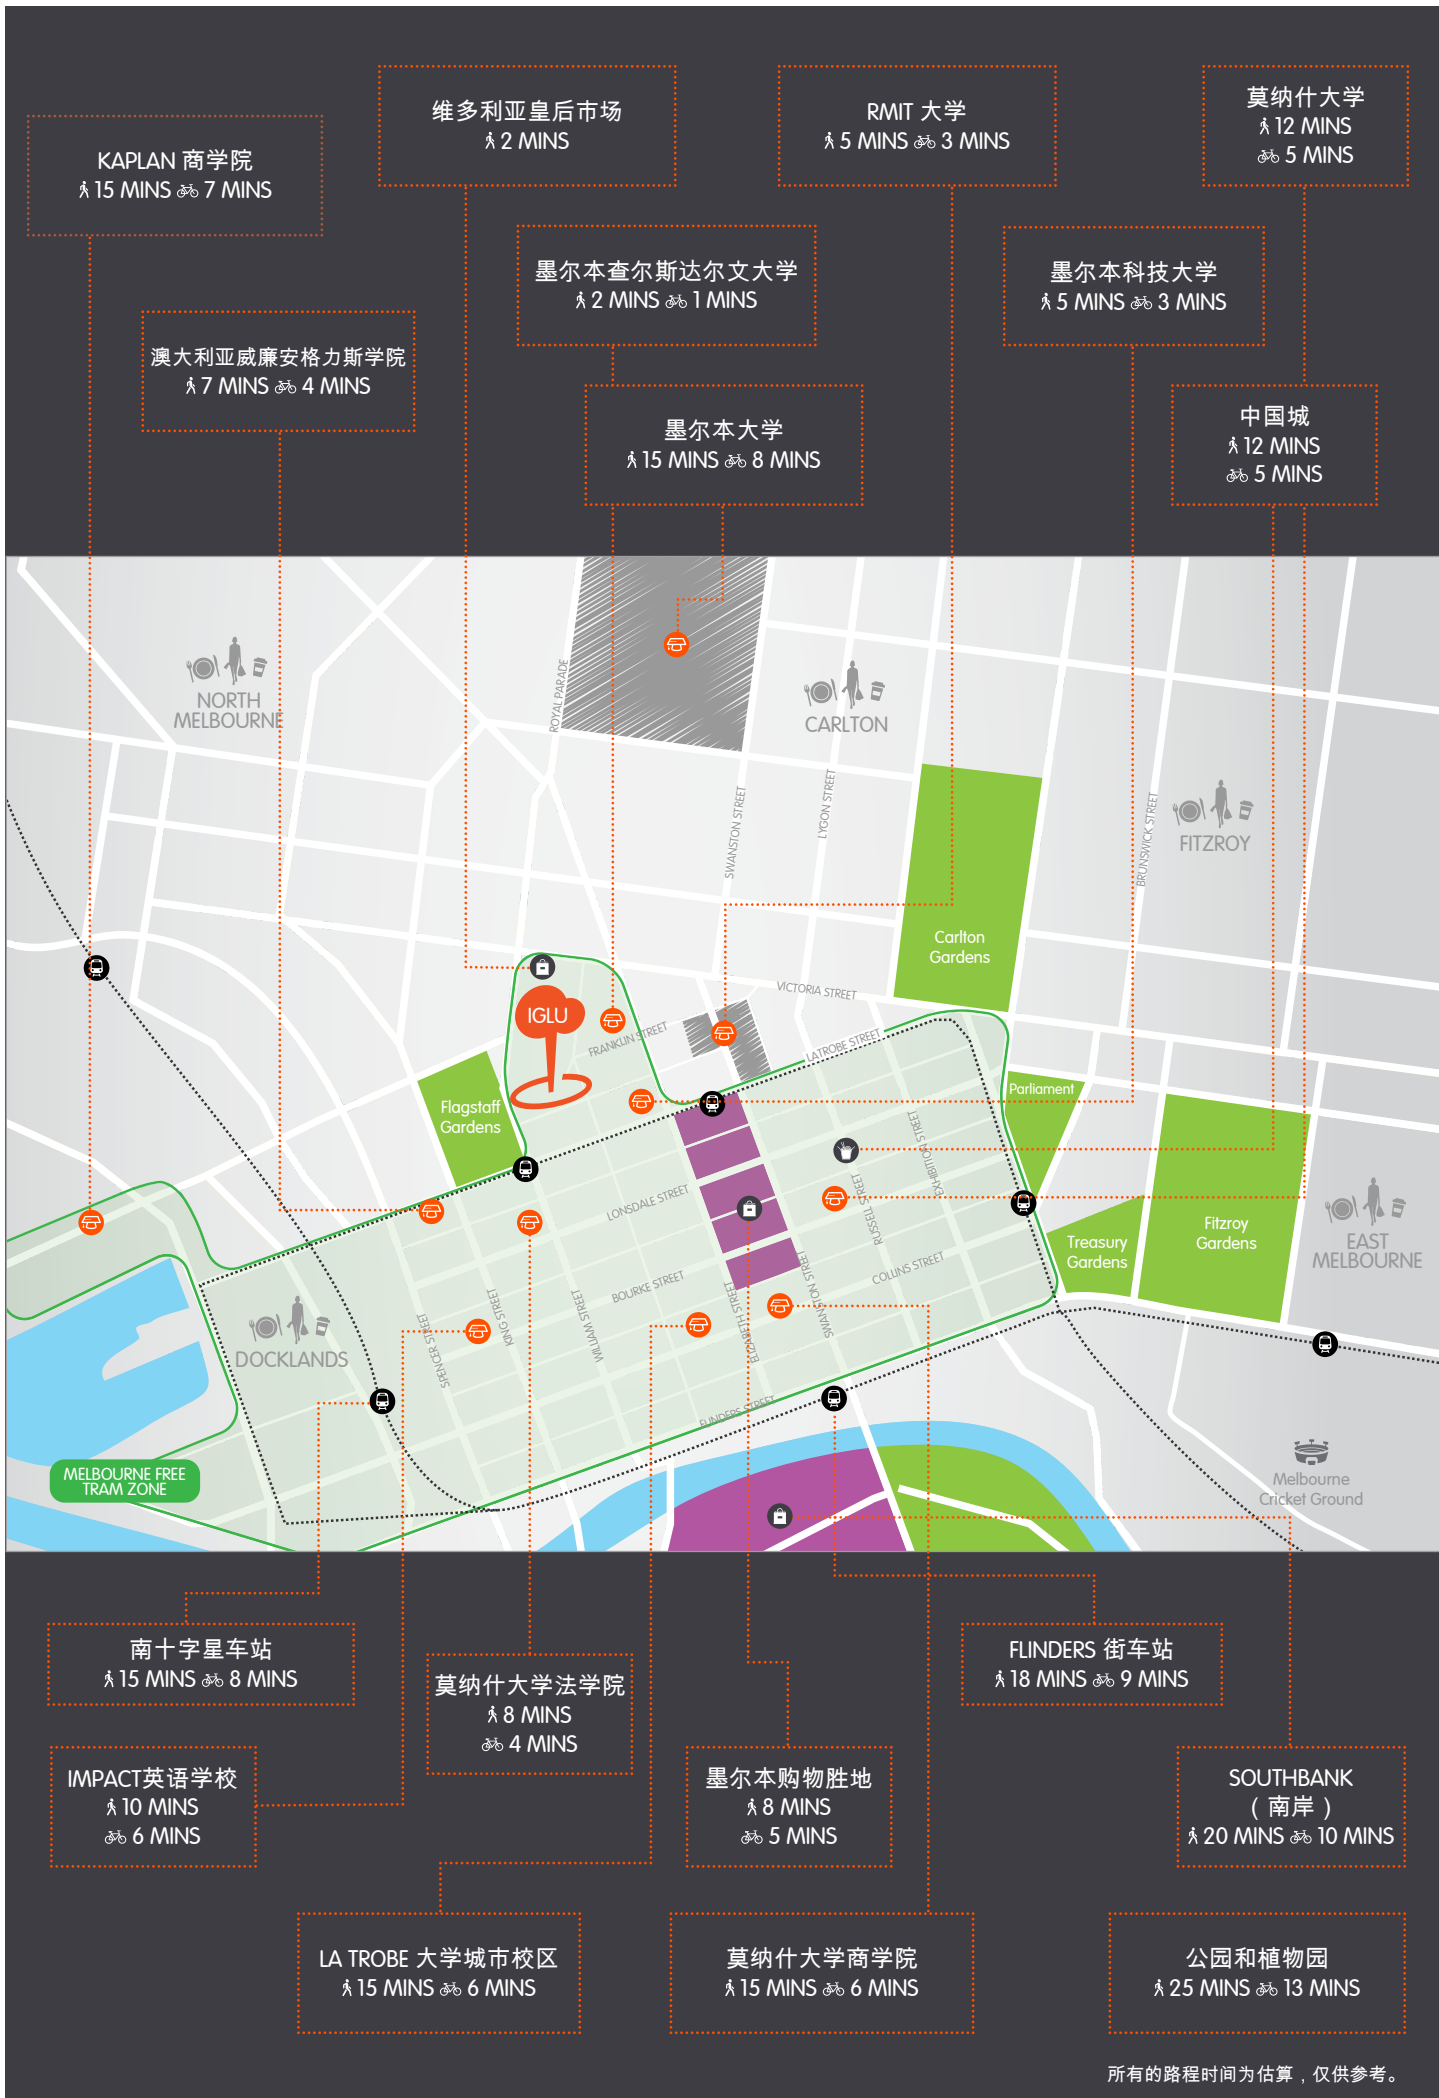 维多利亚皇后市场
2 MINS
RMIT 大学
5 MINS 3 MINS
莫纳什大学
12 MINS
5 MINS
KAPLAN 商学院
15 MINS 7 MINS
墨尔本查尔斯达尔文大学
2 MINS 1 MINS
墨尔本科技大学
5 MINS 3 MINS
澳大利亚威廉安格力斯学院
7 MINS 4 MINS
墨尔本大学
15 MINS 8 MINS
中国城
12 MINS
5 MINS
NORTH
MELBOURNE
ROYAL PARADE
CARLTON
SWANSTON STREET
LYGON STREET
BRUNSWICK STREET
FITZROY
Carlton
Gardens
VICTORIA STREET
IGLU
FRANKLIN STREET
LATROBE STREET
Flagstaff
Gardens
Parliament
EXHIBITION STREET
LONSDALE STREET
RUSSELL STREET
Treasury
Gardens
Fitzroy
Gardens
EAST
MELBOURNE
BOURKE STREET
COLLINS STREET
DOCKLANDS
SPENCER STREET
KING STREET
WILLIAM STREET
ELIZABETH STREET
SWANSTON STREET
FLINDERS STREET
MELBOURNE FREE
TRAM ZONE
Melbourne
Cricket Ground
南十字星车站
15 MINS 8 MINS
莫纳什大学法学院
8 MINS
4 MINS
FLINDERS 街车站
18 MINS 9 MINS
IMPACT英语学校
10 MINS
6 MINS
墨尔本购物胜地
8 MINS
5 MINS
SOUTHBANK
（南岸）
20 MINS 10 MINS
LA TROBE 大学城市校区
15 MINS 6 MINS
莫纳什大学商学院
15 MINS 6 MINS
公园和植物园
25 MINS 13 MINS
所有的路程时间为估算，仅供参考。